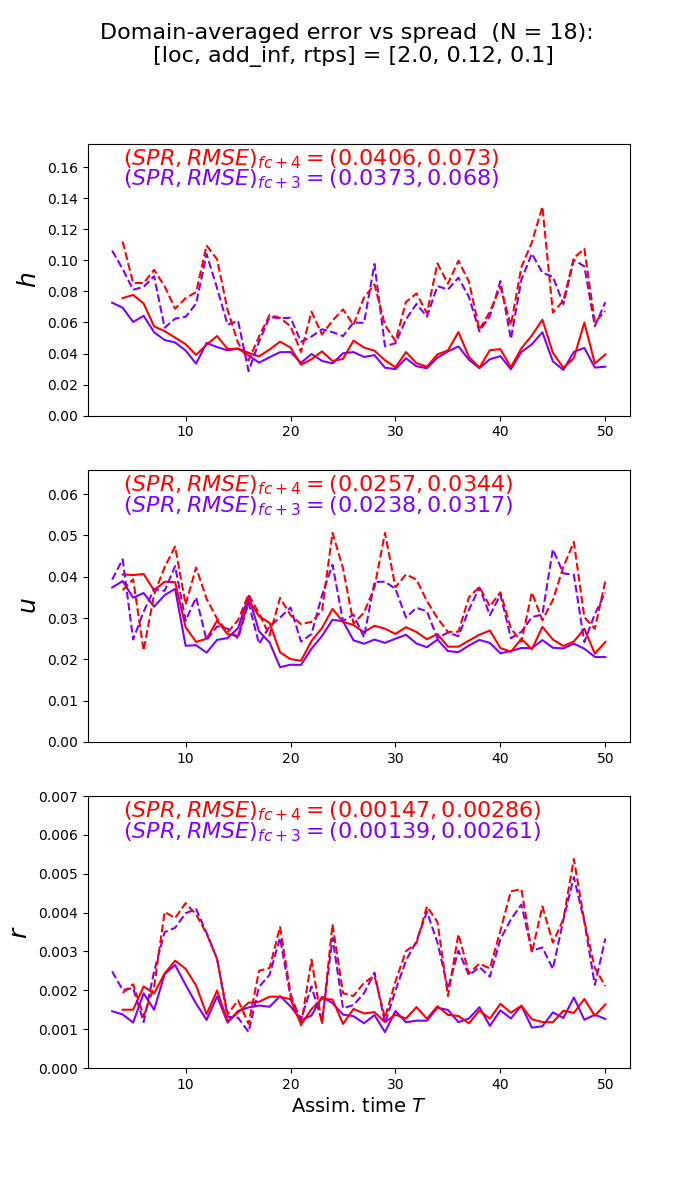 Domain-averaged error vs spread (N = 18):
[loc, add_inf, rtps] = [2.0, 0.12, 0.1]
(SPR, RMSE)fc+4 = (0.0406, 0.073)
(SPR, RMSE)fc+3 = (0.0373, 0.068)
0.16
0.14
0.12
0.10
0.08
0.06
0.04
0.02
0.00
h
10 20 30 40 50
(SPR, RMSE)fc+4 = (0.0257, 0.0344)
(SPR, RMSE)fc+3 = (0.0238, 0.0317)
0.06
0.05
0.04
0.03
0.02
0.01
0.00
u
10 20 30 40 50
(SPR, RMSE)fc+4 = (0.00147, 0.00286)
(SPR, RMSE)fc+3 = (0.00139, 0.00261)
0.007
0.006
0.005
0.004
0.003
0.002
0.001
0.000
r
10 20 30 40 50
Assim. time T